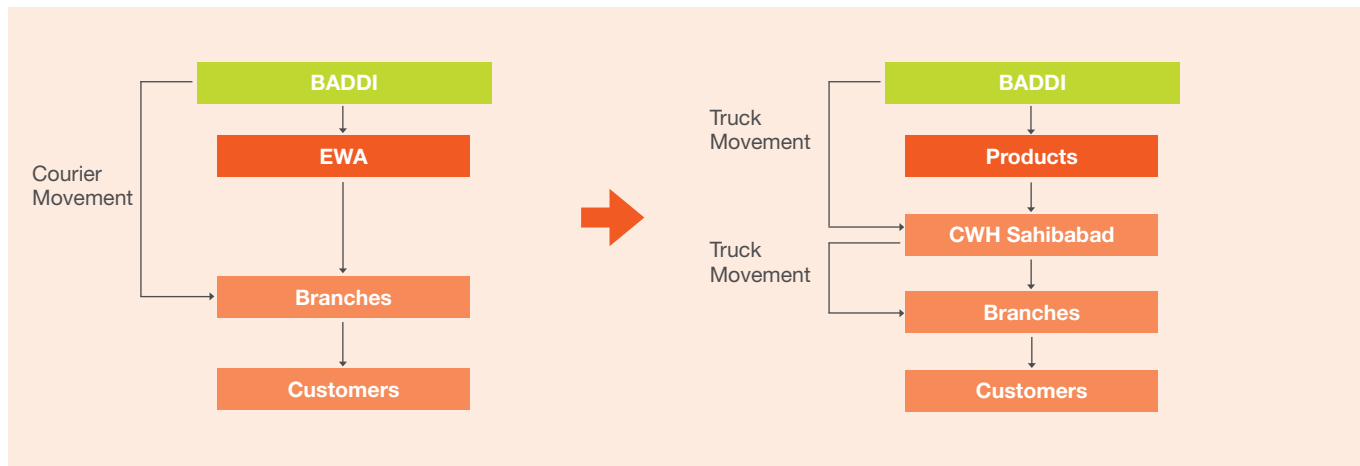 BADDI
EWA
Courier
Movement
Branches
Customers
BADDI
Truck
Movement
Products
CWH Sahibabad
Truck
Movement
Branches
Customers